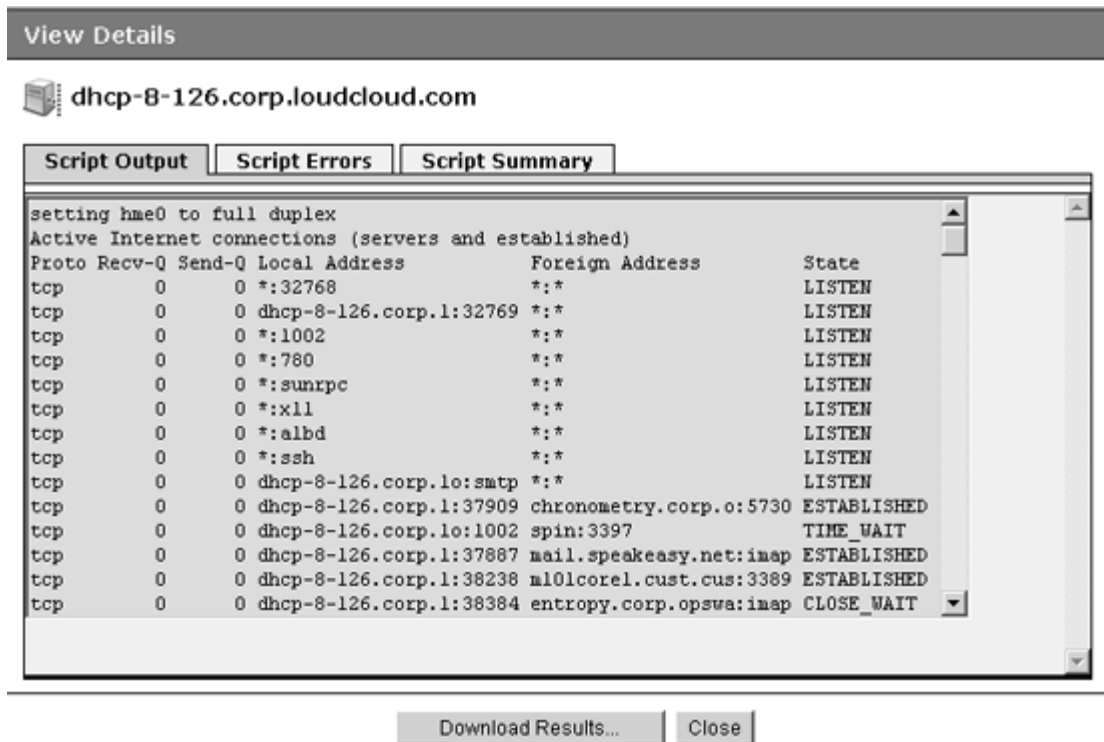 View Details
dhcp-8-126.corp.loudcloud.com
Script Output Script Errors Script Summary
setting hme0 to full duplex
Active Internet connections (servers and established)
Proto Recv-Q Send-Q Local Address Foreign Address State
tcp 0 0 *:32768 *:* LISTEN
tcp 0 0 dhcp-8-126.corp.l:32769 *:* LISTEN
tcp 0 0 *:1002 *:* LISTEN
tcp 0 0 *:780 *:* LISTEN
tcp 0 0 *:sunrpc *:* LISTEN
tcp 0 0 *:x11 *:* LISTEN
tcp 0 0 *:albd *:* LISTEN
tcp 0 0 *:ssh *:* LISTEN
tcp 0 0 dhcp-8-126.corp.lo:smtp *:* LISTEN
tcp 0 0 dhcp-8-126.corp.l:37909 chronometry.corp.o:5730 ESTABLISHED
tcp 0 0 dhcp-8-126.corp.lo:1002 spin:3397 TIME_WAIT
tcp 0 0 dhcp-8-126.corp.l:37887 mail.speakeasy.net:imap ESTABLISHED
tcp 0 0 dhcp-8-126.corp.l:38238 m101core1.cust.cus:3389 ESTABLISHED
tcp 0 0 dhcp-8-126.corp.l:38384 entropy.corp.opswa:imap CLOSE_WAIT
Download Results... Close